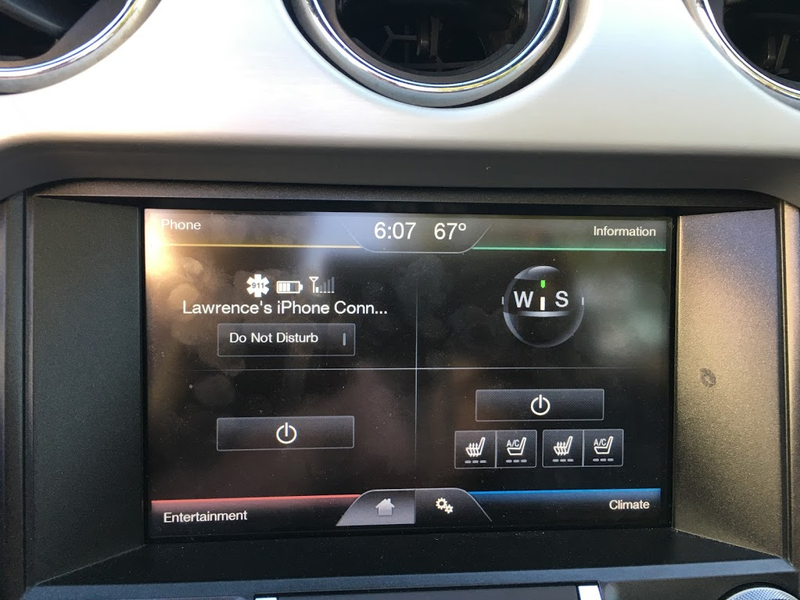 Phone
6:07 67°
Information
911
Lawrence's iPhone Conn...
Do Not Disturb
W S
A/C A/C
Entertainment
Climate